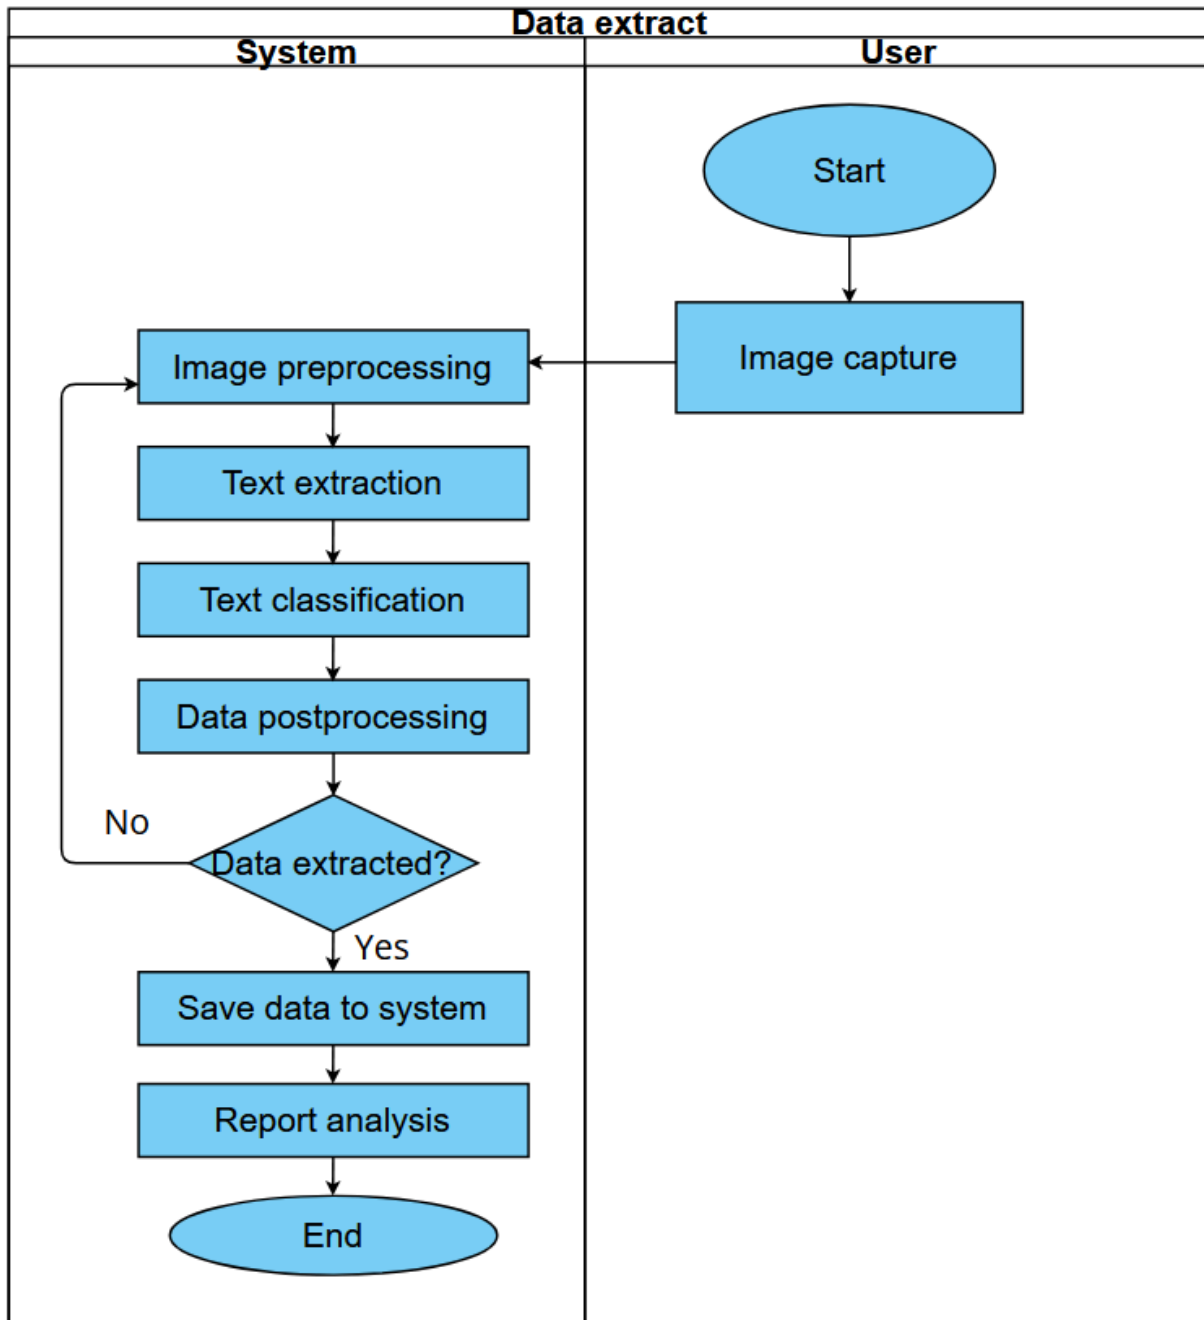 Data extract
System
User
Start
Image capture
Image preprocessing
Text extraction
Text classification
Data postprocessing
Data extracted?
No
Yes
Save data to system
Report analysis
End